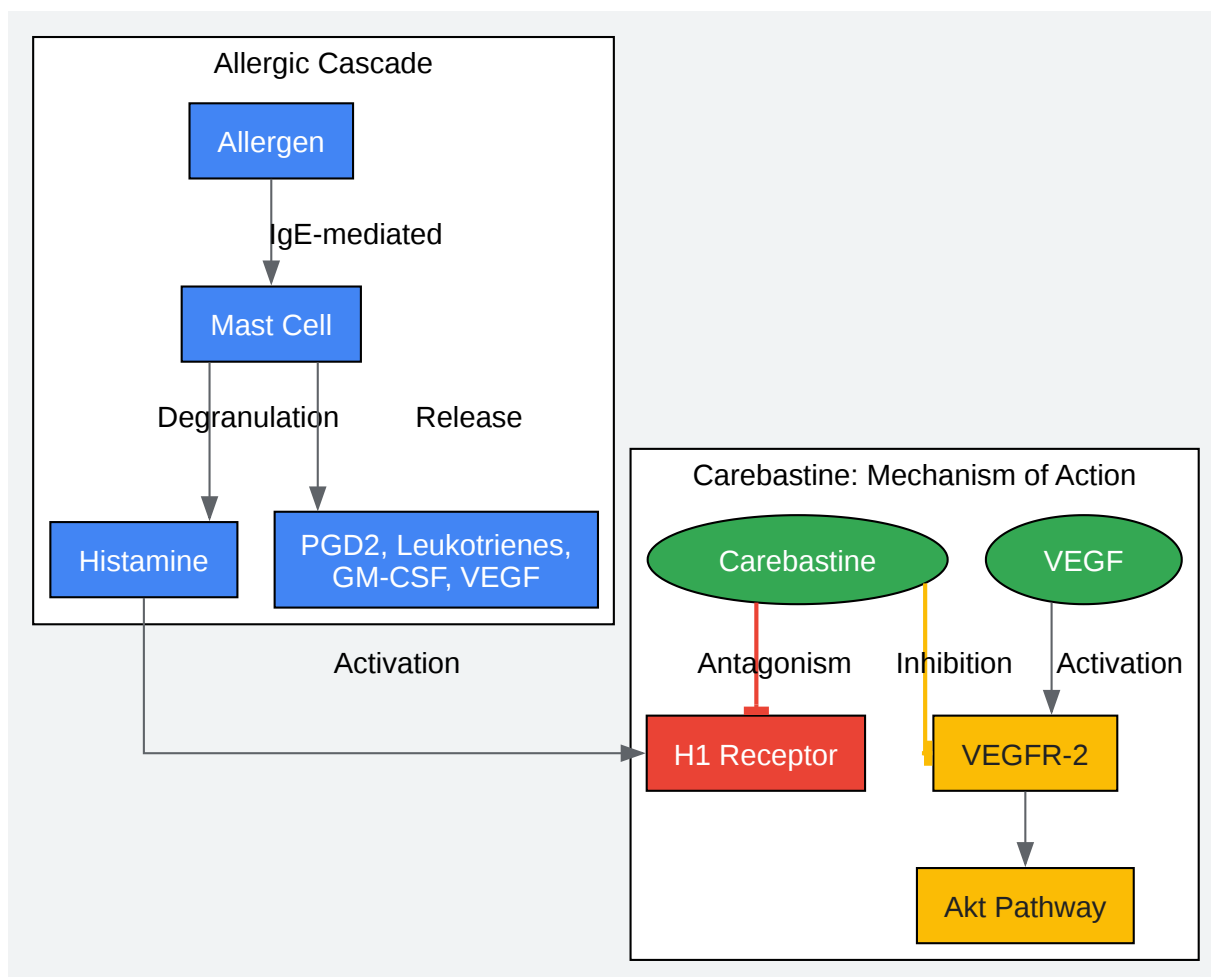 Allergic Cascade
Allergen
IgE-mediated
Mast Cell
Degranulation
Release
Histamine
PGD2, Leukotrienes,
GM-CSF, VEGF
Activation
Carebastine: Mechanism of Action
Carebastine
VEGF
Antagonism
Inhibition
Activation
H1 Receptor
VEGFR-2
Akt Pathway